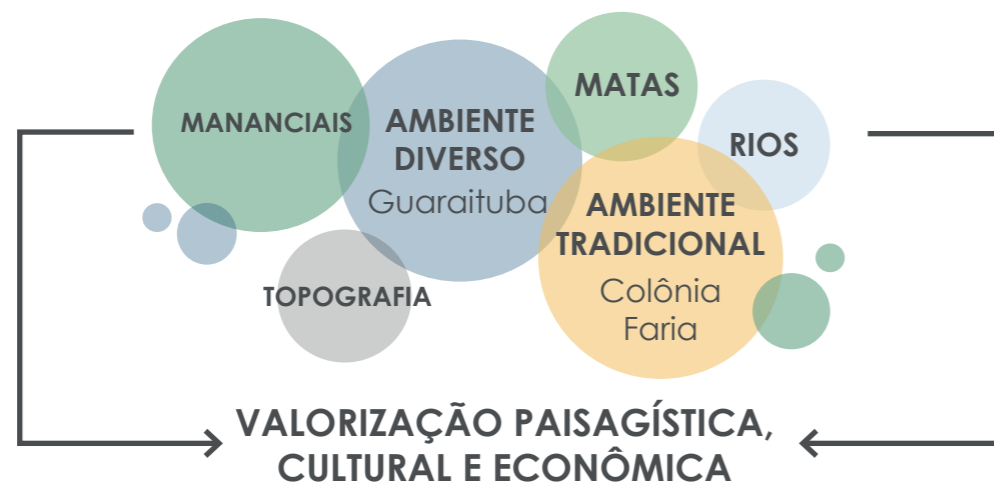 MANANCIAIS
AMBIENTE
DIVERSO
Guaraituba
MATAS
RIOS
AMBIENTE
TRADICIONAL
Colônia
Faria
TOPOGRAFIA
VALORIZAÇÃO PAISAGÍSTICA,
CULTURAL E ECONÔMICA